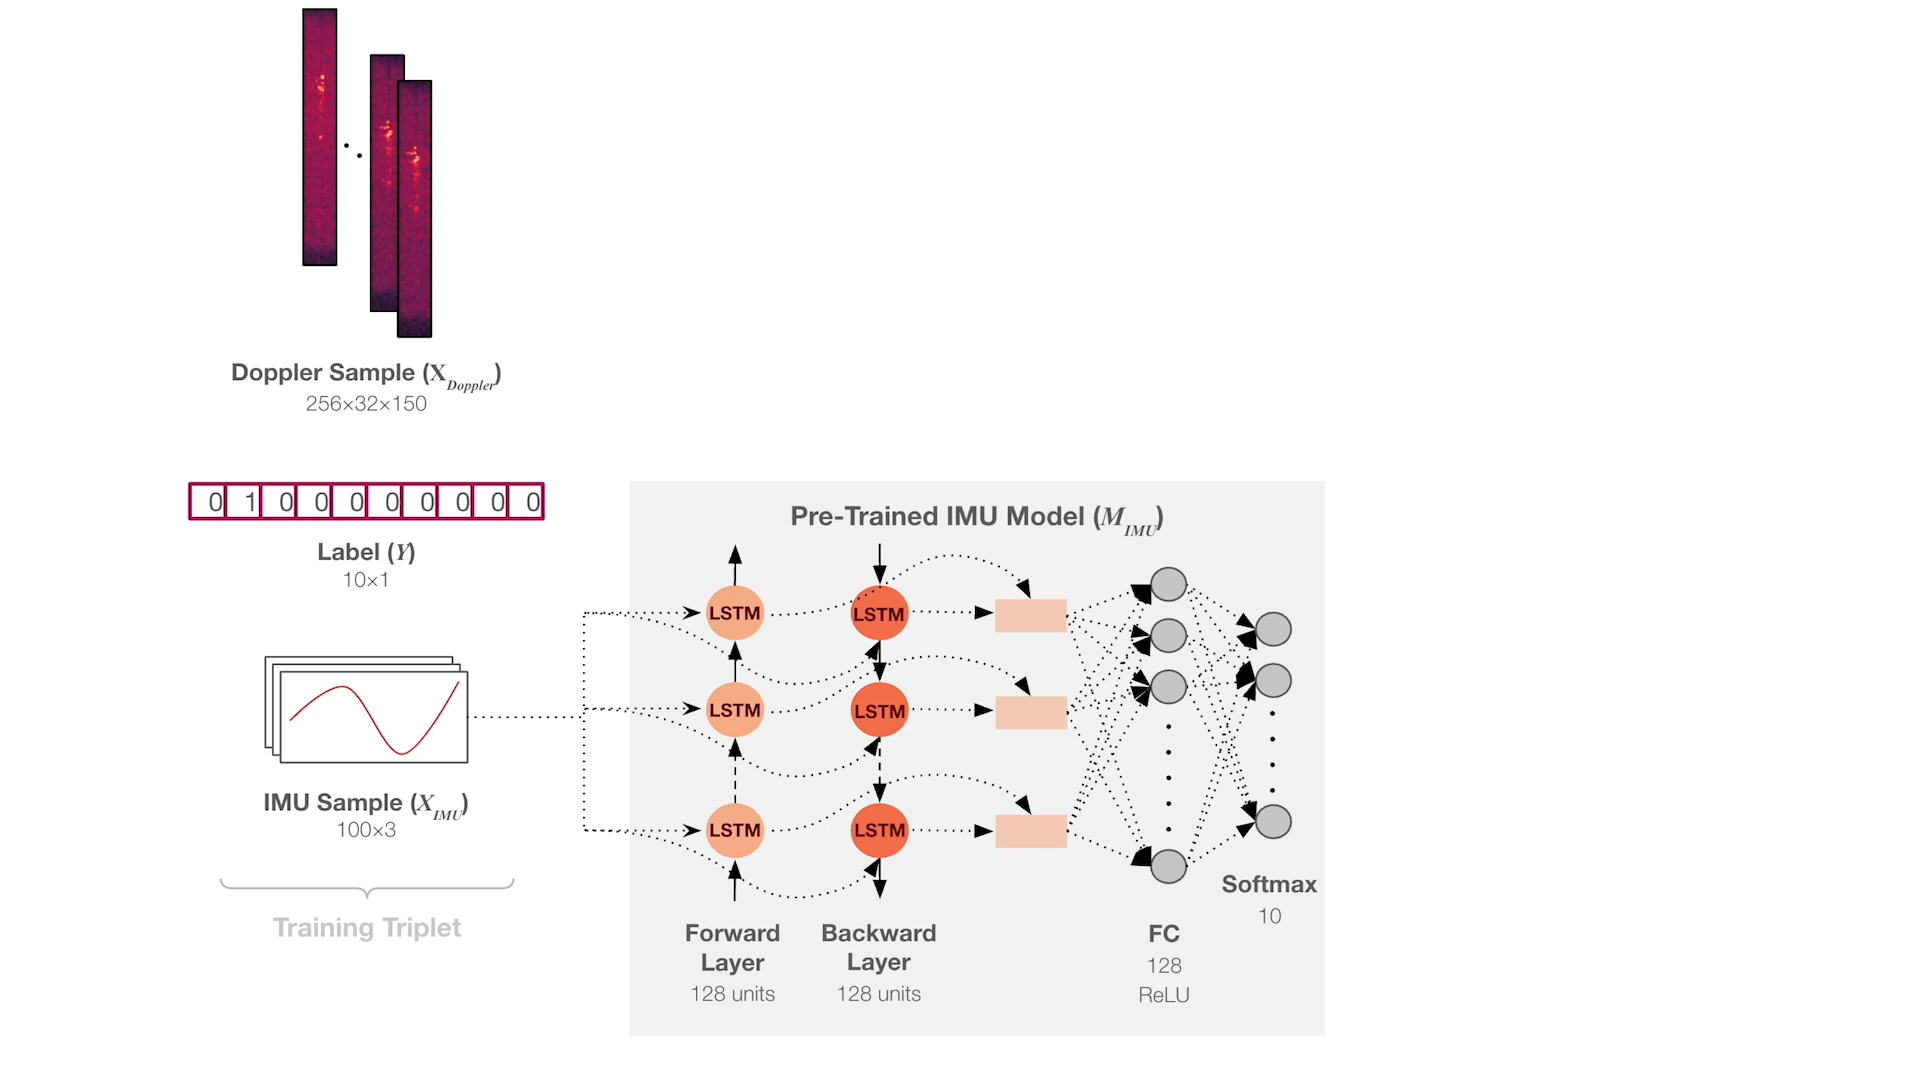 Doppler Sample (X_Doppler)
256×32×150
0 1 0 0 0 0 0 0 0 0
Label (Y)
10×1
IMU Sample (X_IMU)
100×3
Training Triplet
Pre-Trained IMU Model (M_IMU)
LSTM LSTM
LSTM LSTM
LSTM LSTM
Forward
Layer
128 units
Backward
Layer
128 units
FC
128
ReLU
Softmax
10